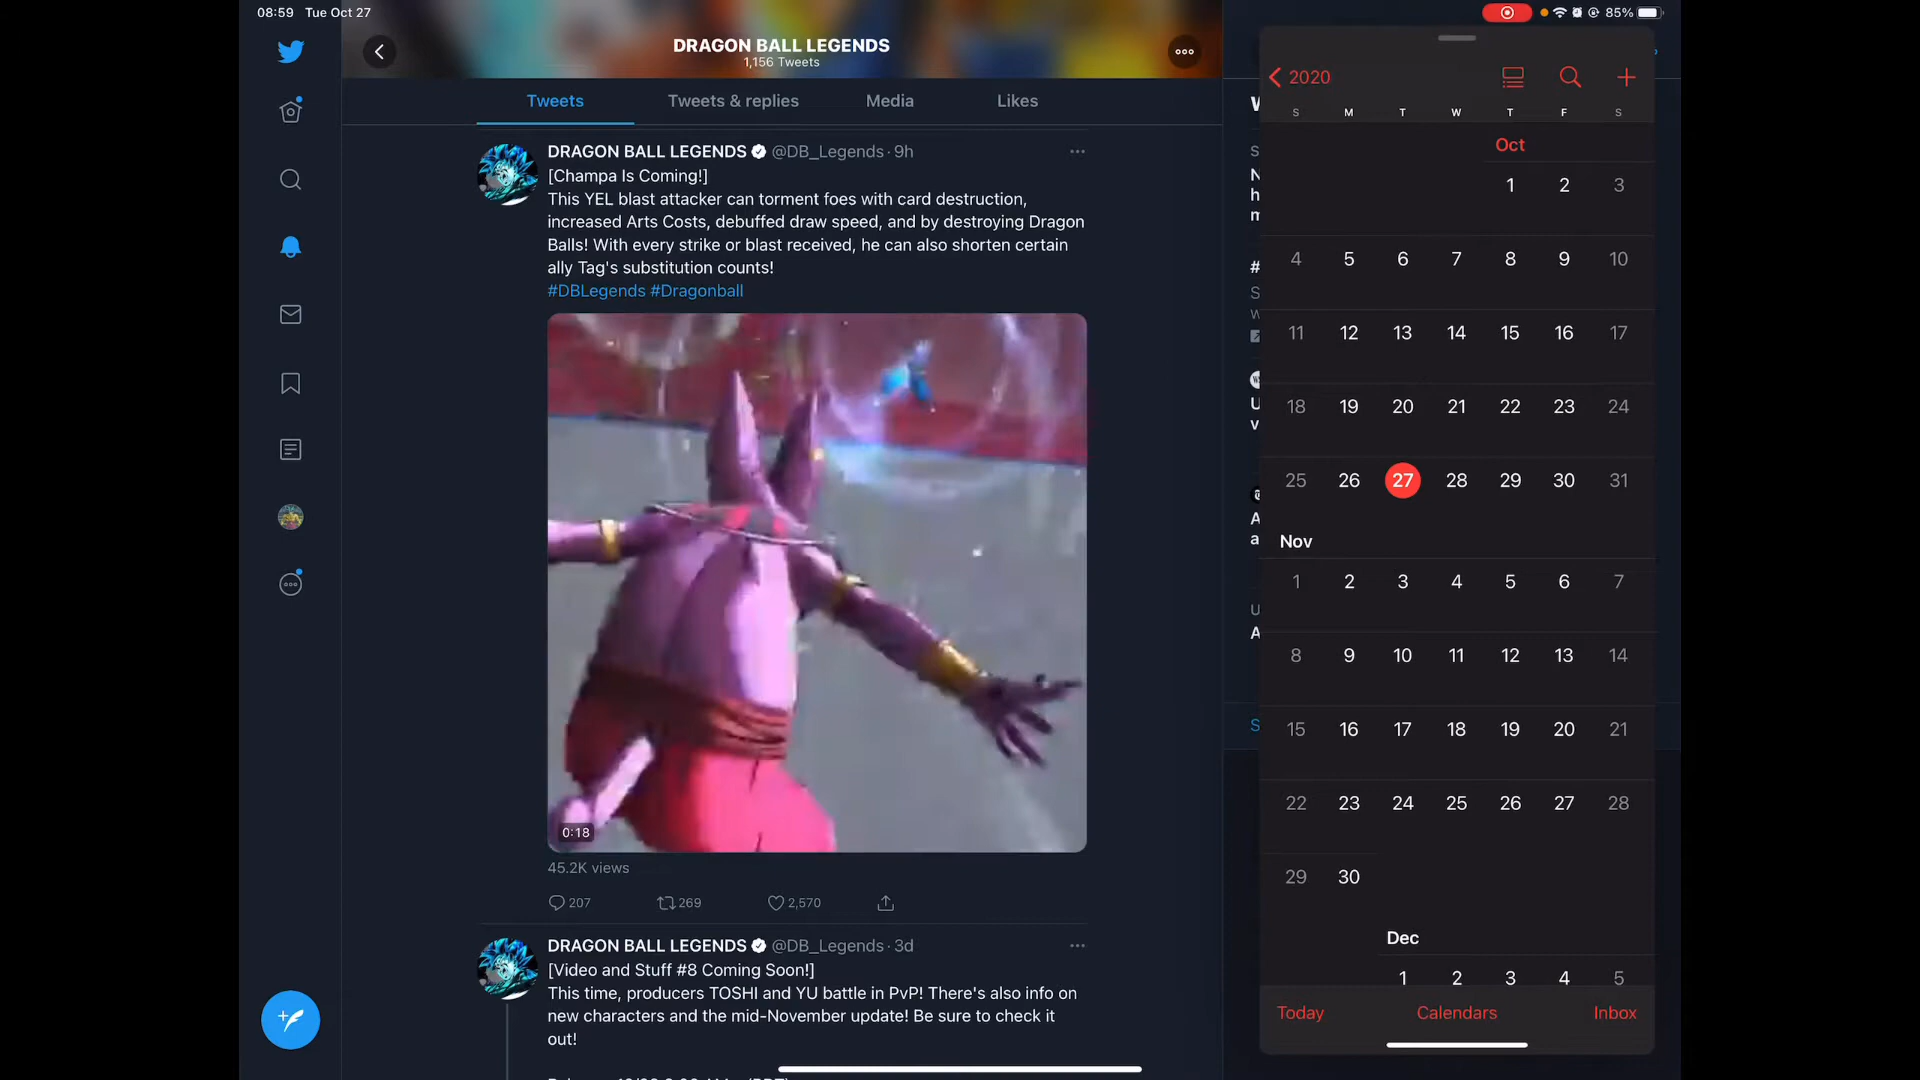 08:59 Tue Oct 27
85%
DRAGON BALL LEGENDS
1,156 Tweets
Tweets
Tweets & replies
Media
Likes
DRAGON BALL LEGENDS @DB_Legends · 9h
[Champa Is Coming!]
This YEL blast attacker can torment foes with card destruction,
increased Arts Costs, debuffed draw speed, and by destroying Dragon
Balls! With every strike or blast received, he can also shorten certain
ally Tag's substitution counts!
#DBLegends #Dragonball
0:18
45.2K views
207 269 2,570
DRAGON BALL LEGENDS @DB_Legends · 3d
[Video and Stuff #8 Coming Soon!]
This time, producers TOSHI and YU battle in PvP! There's also info on
new characters and the mid-November update! Be sure to check it
out!
2020
S M T W T F S
Oct
1 2 3
4 5 6 7 8 9 10
11 12 13 14 15 16 17
18 19 20 21 22 23 24
25 26 27 28 29 30 31
Nov
1 2 3 4 5 6 7
8 9 10 11 12 13 14
15 16 17 18 19 20 21
22 23 24 25 26 27 28
29 30
Dec
1 2 3 4 5
Today Calendars Inbox